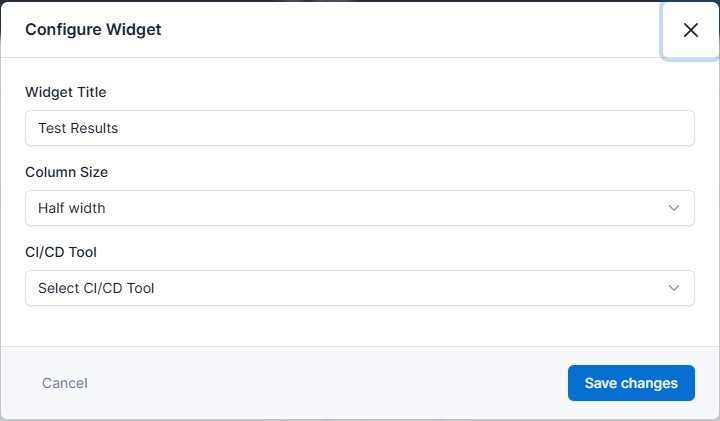 Configure Widget
Widget Title
Test Results
Column Size
Half width
CI/CD Tool
Select CI/CD Tool
Cancel
Save changes